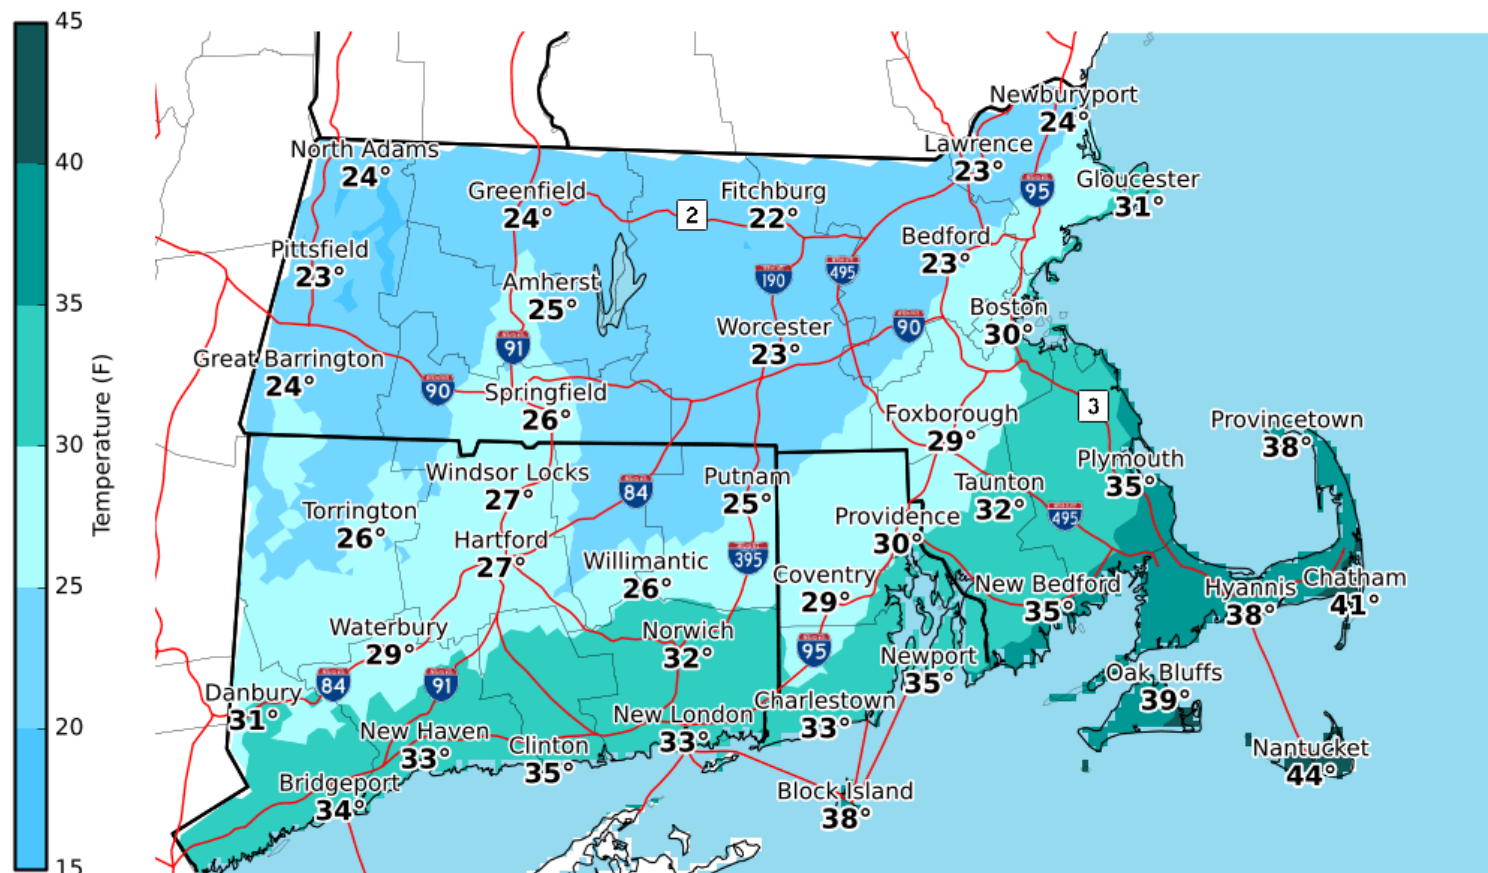 45
40
35
30
25
20
15
Temperature (F)
Newburyport
24°
North Adams
24°
Lawrence
23°
Greenfield
24°
2
Fitchburg
22°
95
Gloucester
31°
Pittsfield
23°
Bedford
23°
Amherst
25°
190
495
Worcester
23°
90
Boston
30°
91
Great Barrington
24°
90
Springfield
26°
3
Foxborough
29°
Provincetown
38°
Windsor Locks
27°
84
Putnam
25°
Taunton
32°
Plymouth
35°
Torrington
26°
Providence
30°
495
Hartford
27°
Willimantic
26°
395
Coventry
29°
New Bedford
35°
Hyannis
38°
Chatham
41°
Waterbury
29°
Norwich
32°
95
Newport
35°
Oak Bluffs
39°
84
91
Danbury
31°
Charlestown
33°
New Haven
33°
Clinton
35°
New London
33°
Nantucket
44°
Bridgeport
34°
Block Island
38°